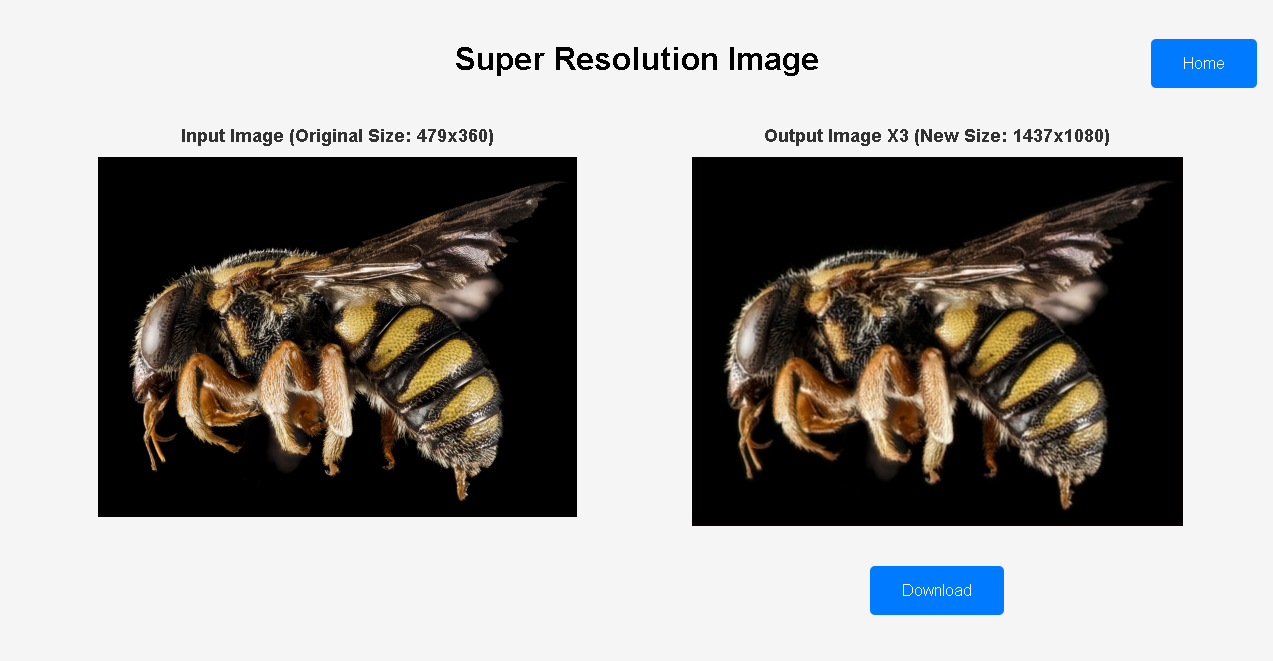 Super Resolution Image
Home
Input Image (Original Size: 479x360)
Output Image X3 (New Size: 1437x1080)
Download